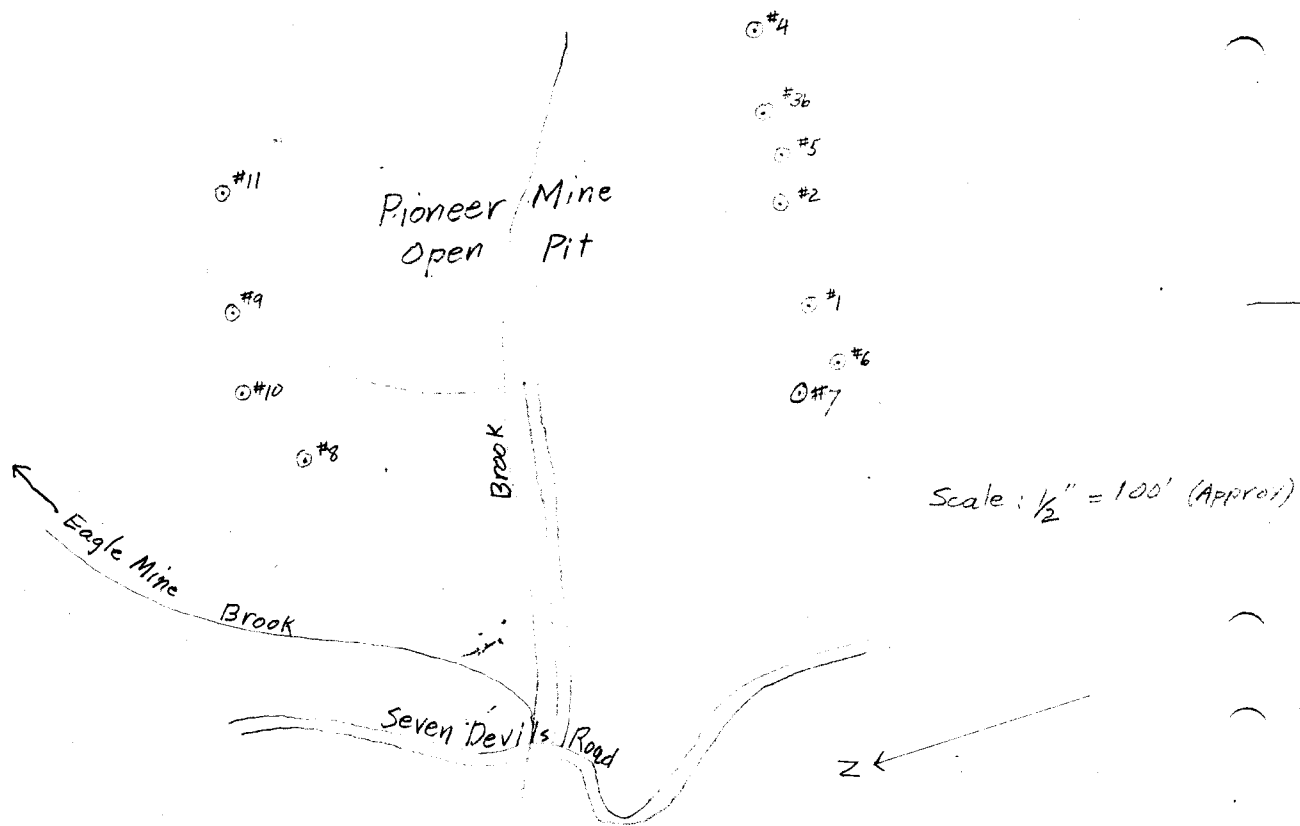 #4
#3b
#5
#2
#11
Pioneer Mine
Open Pit
#9
#1
#6
#10
#7
#8
Brook
Scale: 1/2" = 100' (Approx)
Eagle Mine
Brook
Seven Devils Road
N